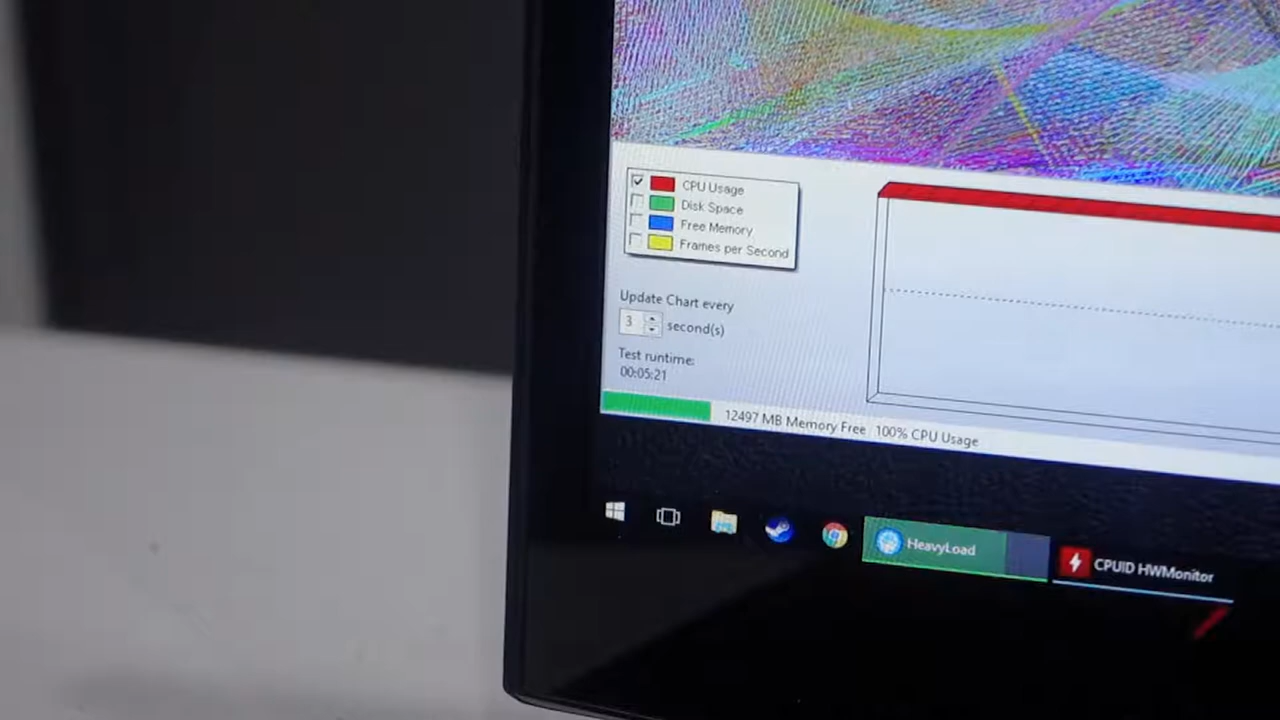 CPU Usage
Disk Space
Free Memory
Frames per Second
Update Chart every
3 second(s)
Test runtime:
00:05:21
12497 MB Memory Free 100% CPU Usage
HeavyLoad
CPUID HWMonitor